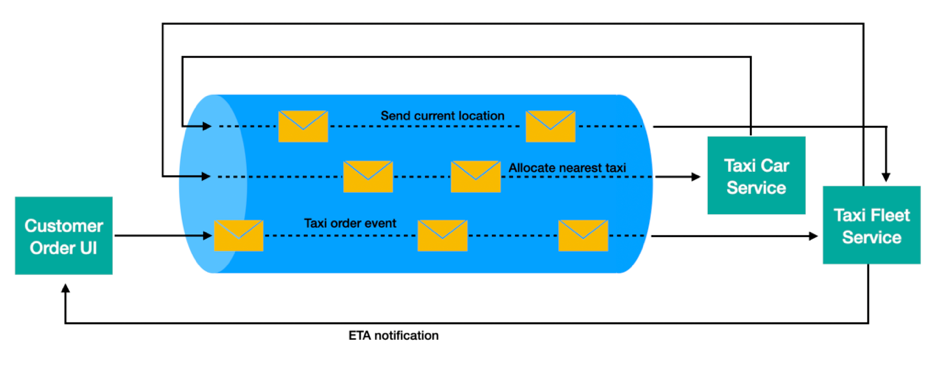 Send current location
Allocate nearest taxi
Taxi Car
Service
Customer
Order UI
Taxi order event
Taxi Fleet
Service
ETA notification